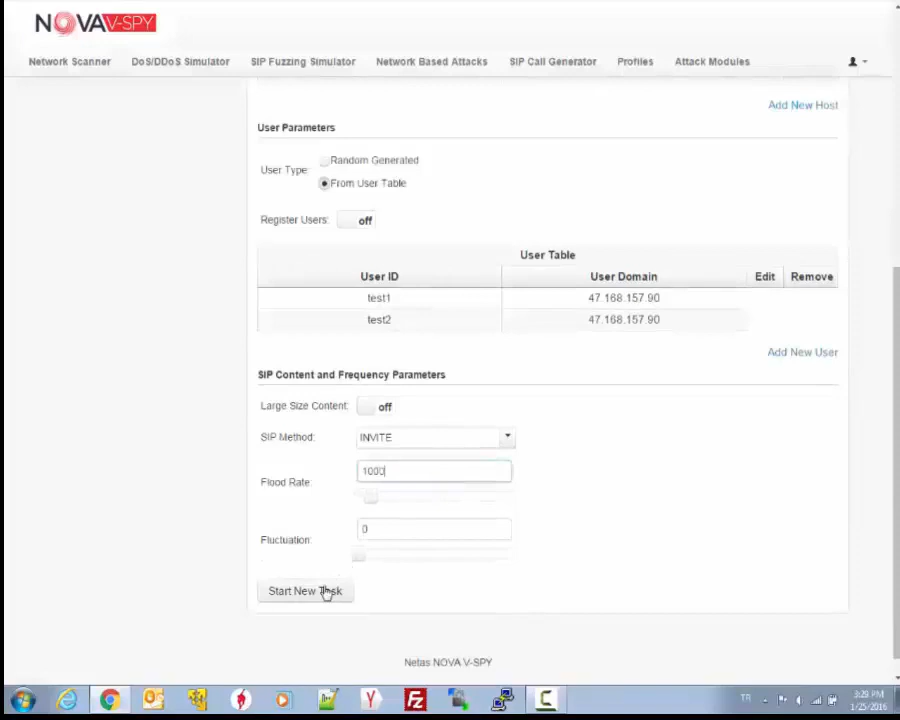 NOVA V-SPY
Network Scanner DoS/DDoS Simulator SIP Fuzzing Simulator Network Based Attacks SIP Call Generator Profiles Attack Modules
Add New Host
User Parameters
User Type: Random Generated
From User Table
Register Users: off
User Table
User ID User Domain Edit Remove
test1 47.168.157.90
test2 47.168.157.90
Add New User
SIP Content and Frequency Parameters
Large Size Content: off
SIP Method: INVITE
1000
Flood Rate:
0
Fluctuation:
Start New Task
Netas NOVA V-SPY
TR 3:29 PM
1/25/2016